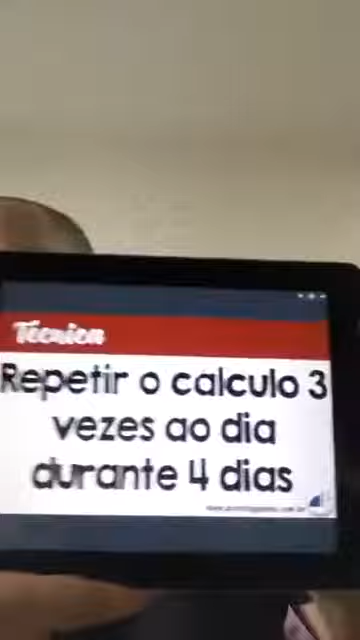 Técnica
Repetir o calculo 3
vezes ao dia
durante 4 dias